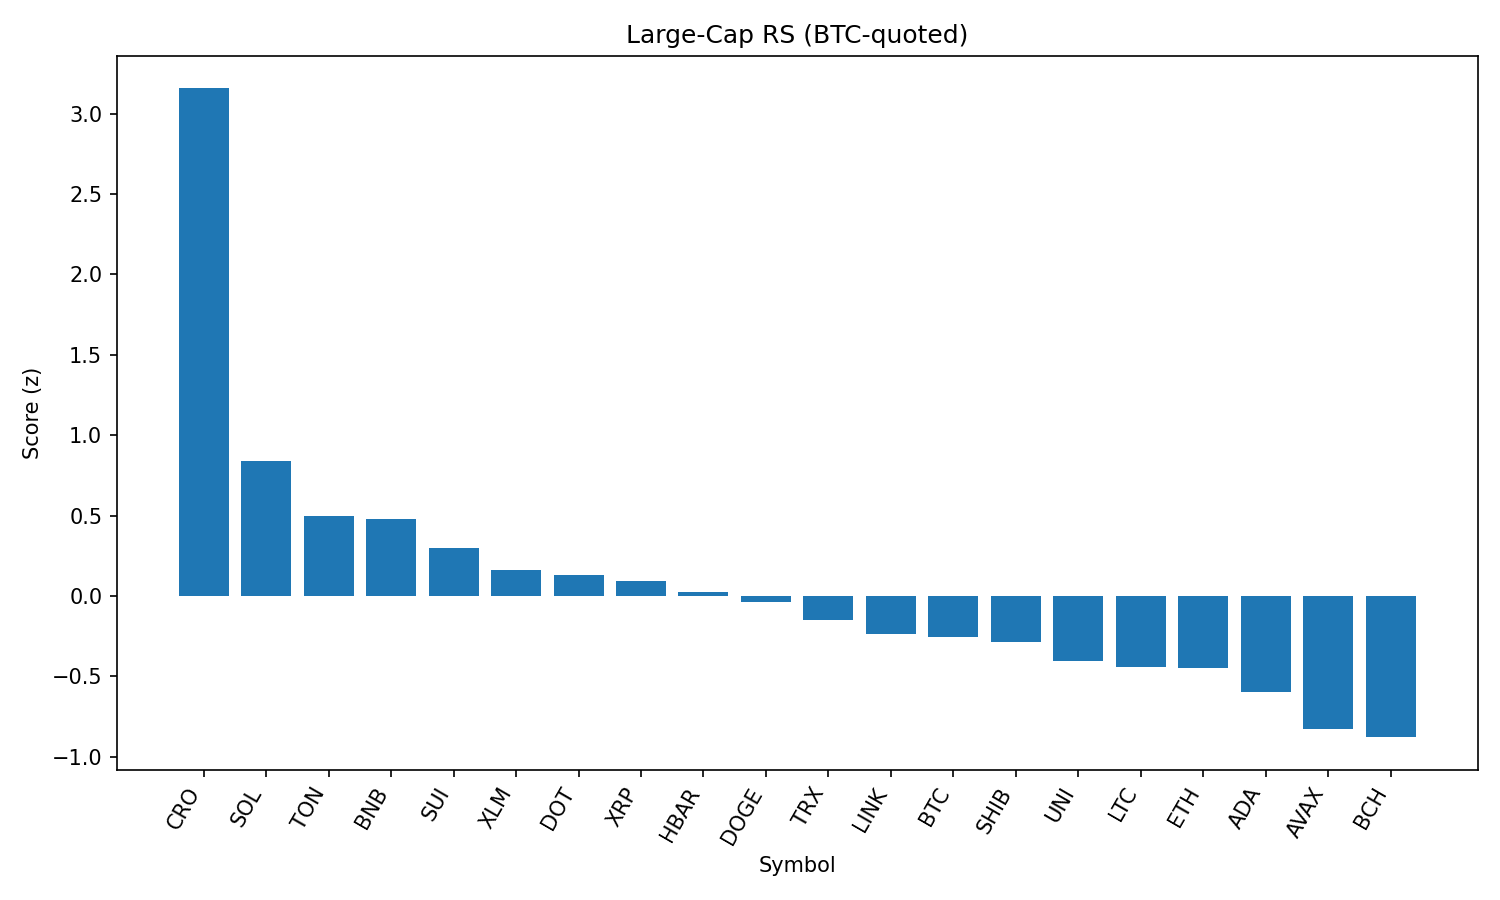 Large-Cap RS (BTC-quoted)
Score (z)
3.0
2.5
2.0
1.5
1.0
0.5
0.0
−0.5
−1.0
CRO
SOL
TON
BNB
SUI
XLM
DOT
XRP
HBAR
DOGE
TRX
LINK
BTC
SHIB
UNI
LTC
ETH
ADA
AVAX
BCH
Symbol